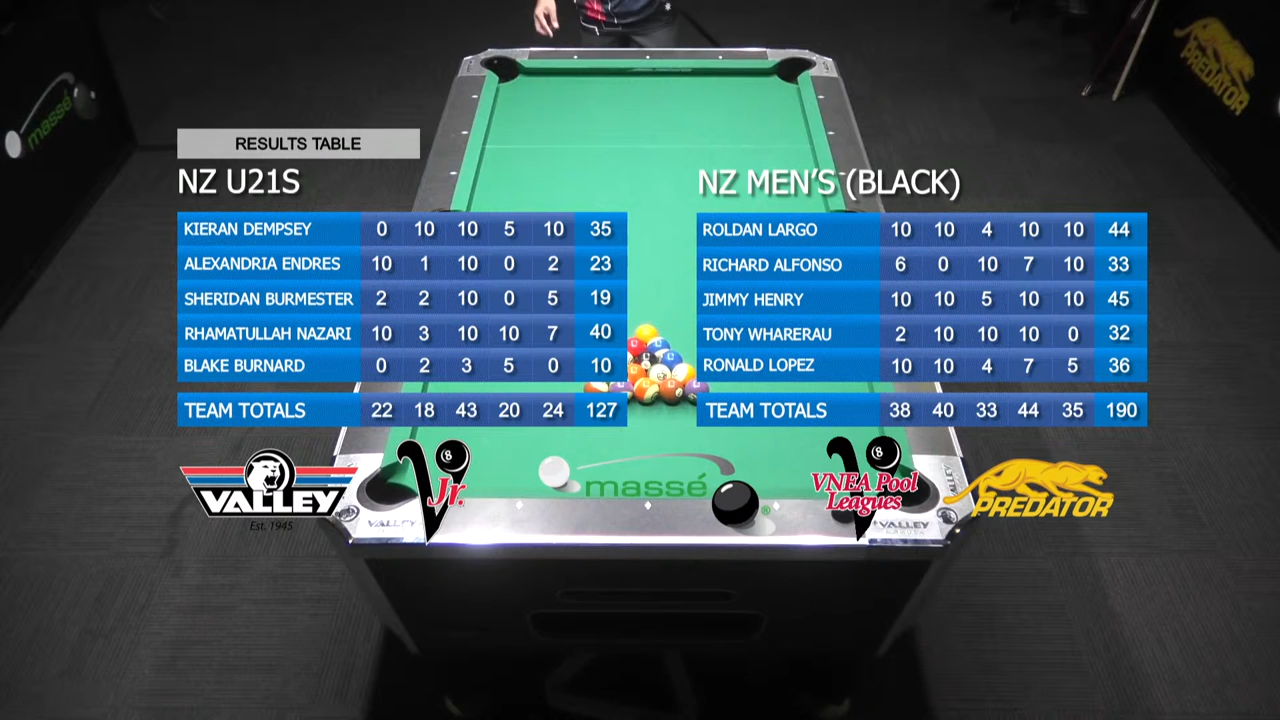 RESULTS TABLE
NZ U21S
KIERAN DEMPSEY 0 10 10 5 10 35
ALEXANDRIA ENDRES 10 1 10 0 2 23
SHERIDAN BURMESTER 2 2 10 0 5 19
RHAMATULLAH NAZARI 10 3 10 10 7 40
BLAKE BURNARD 0 2 3 5 0 10
TEAM TOTALS 22 18 43 20 24 127
NZ MEN'S (BLACK)
ROLDAN LARGO 10 10 4 10 10 44
RICHARD ALFONSO 6 0 10 7 10 33
JIMMY HENRY 10 10 5 10 10 45
TONY WHARERAU 2 10 10 10 0 32
RONALD LOPEZ 10 10 4 7 5 36
TEAM TOTALS 38 40 33 44 35 190
VALLEY
Est. 1945
8
Jr.
massé
®
8
VNEA Pool
Leagues
PREDATOR
massé
PREDATOR
VALLEY
VALLEY